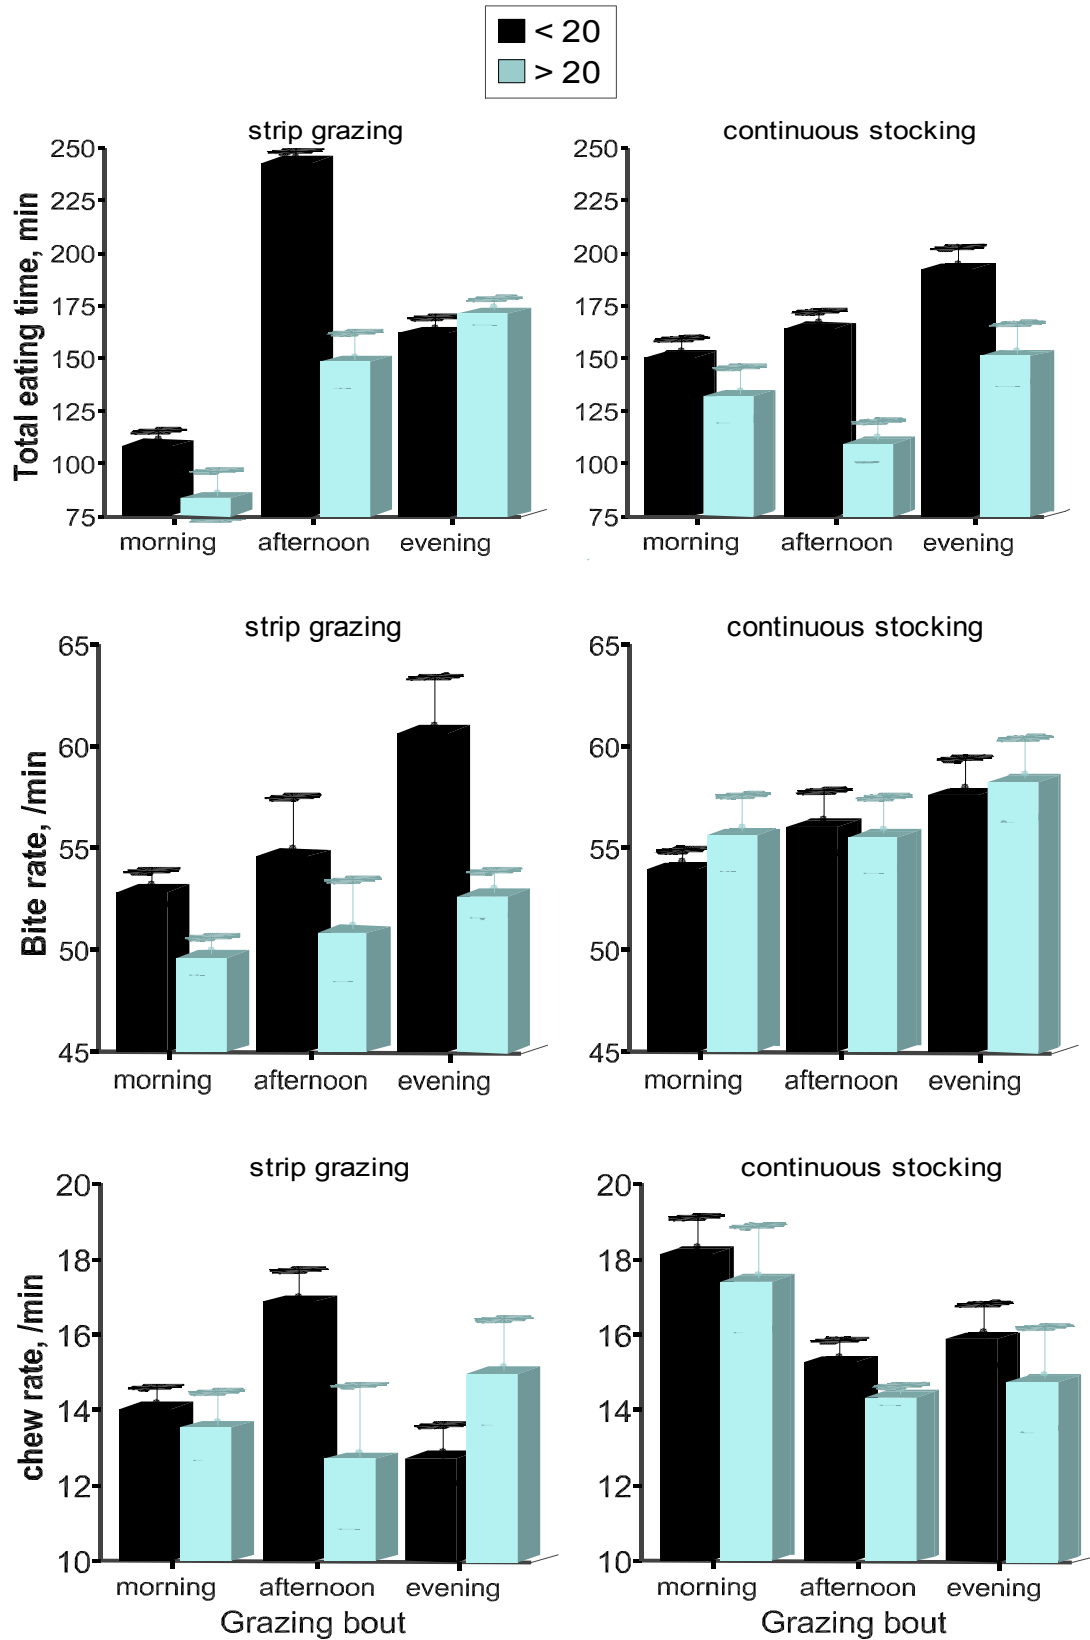 < 20
> 20
strip grazing
continuous stocking
Total eating time, min
250
225
200
175
150
125
100
75
morning afternoon evening
250
225
200
175
150
125
100
75
morning afternoon evening
strip grazing
continuous stocking
Bite rate, /min
65
60
55
50
45
morning afternoon evening
65
60
55
50
45
morning afternoon evening
strip grazing
continuous stocking
chew rate, /min
20
18
16
14
12
10
morning afternoon evening
Grazing bout
20
18
16
14
12
10
morning afternoon evening
Grazing bout